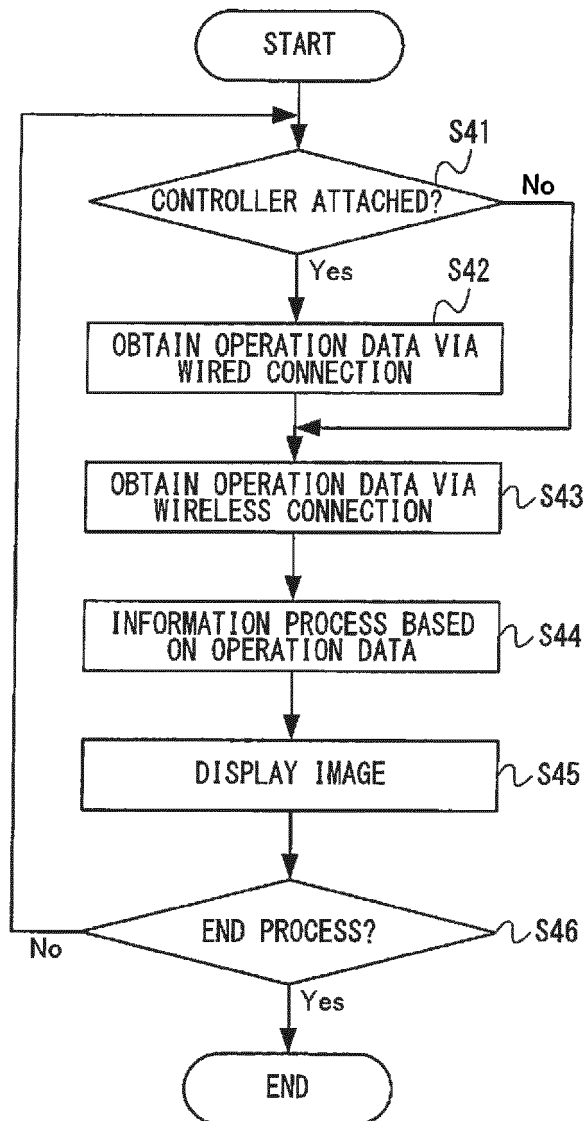 START
S41
CONTROLLER ATTACHED?
No
Yes
S42
OBTAIN OPERATION DATA VIA
WIRED CONNECTION
OBTAIN OPERATION DATA VIA
WIRELESS CONNECTION
S43
INFORMATION PROCESS BASED
ON OPERATION DATA
S44
DISPLAY IMAGE
S45
END PROCESS?
S46
No
Yes
END